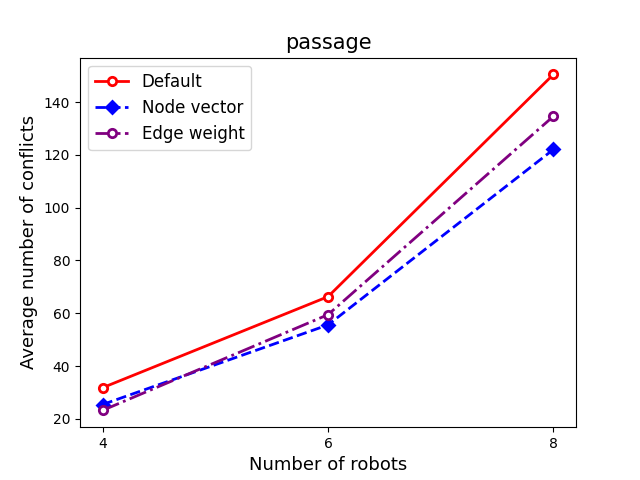 passage
Default
Node vector
Edge weight
140
120
100
80
60
40
20
Average number of conflicts
4 6 8
Number of robots